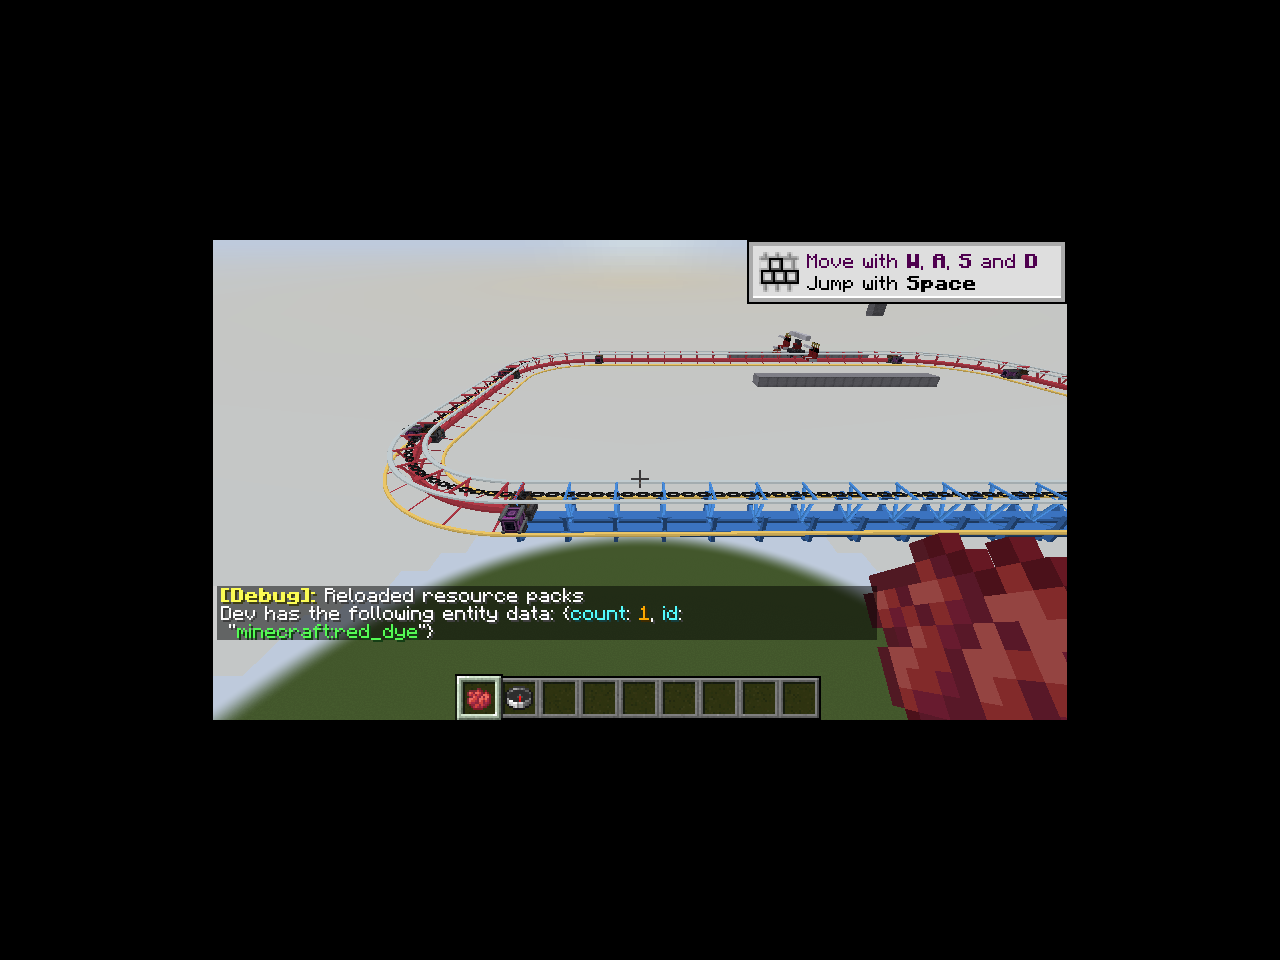 Move with W, A, S and D
Jump with Space
[Debug]: Reloaded resource packs
Dev has the following entity data: {count: 1, id:
"minecraft:red_dye"}